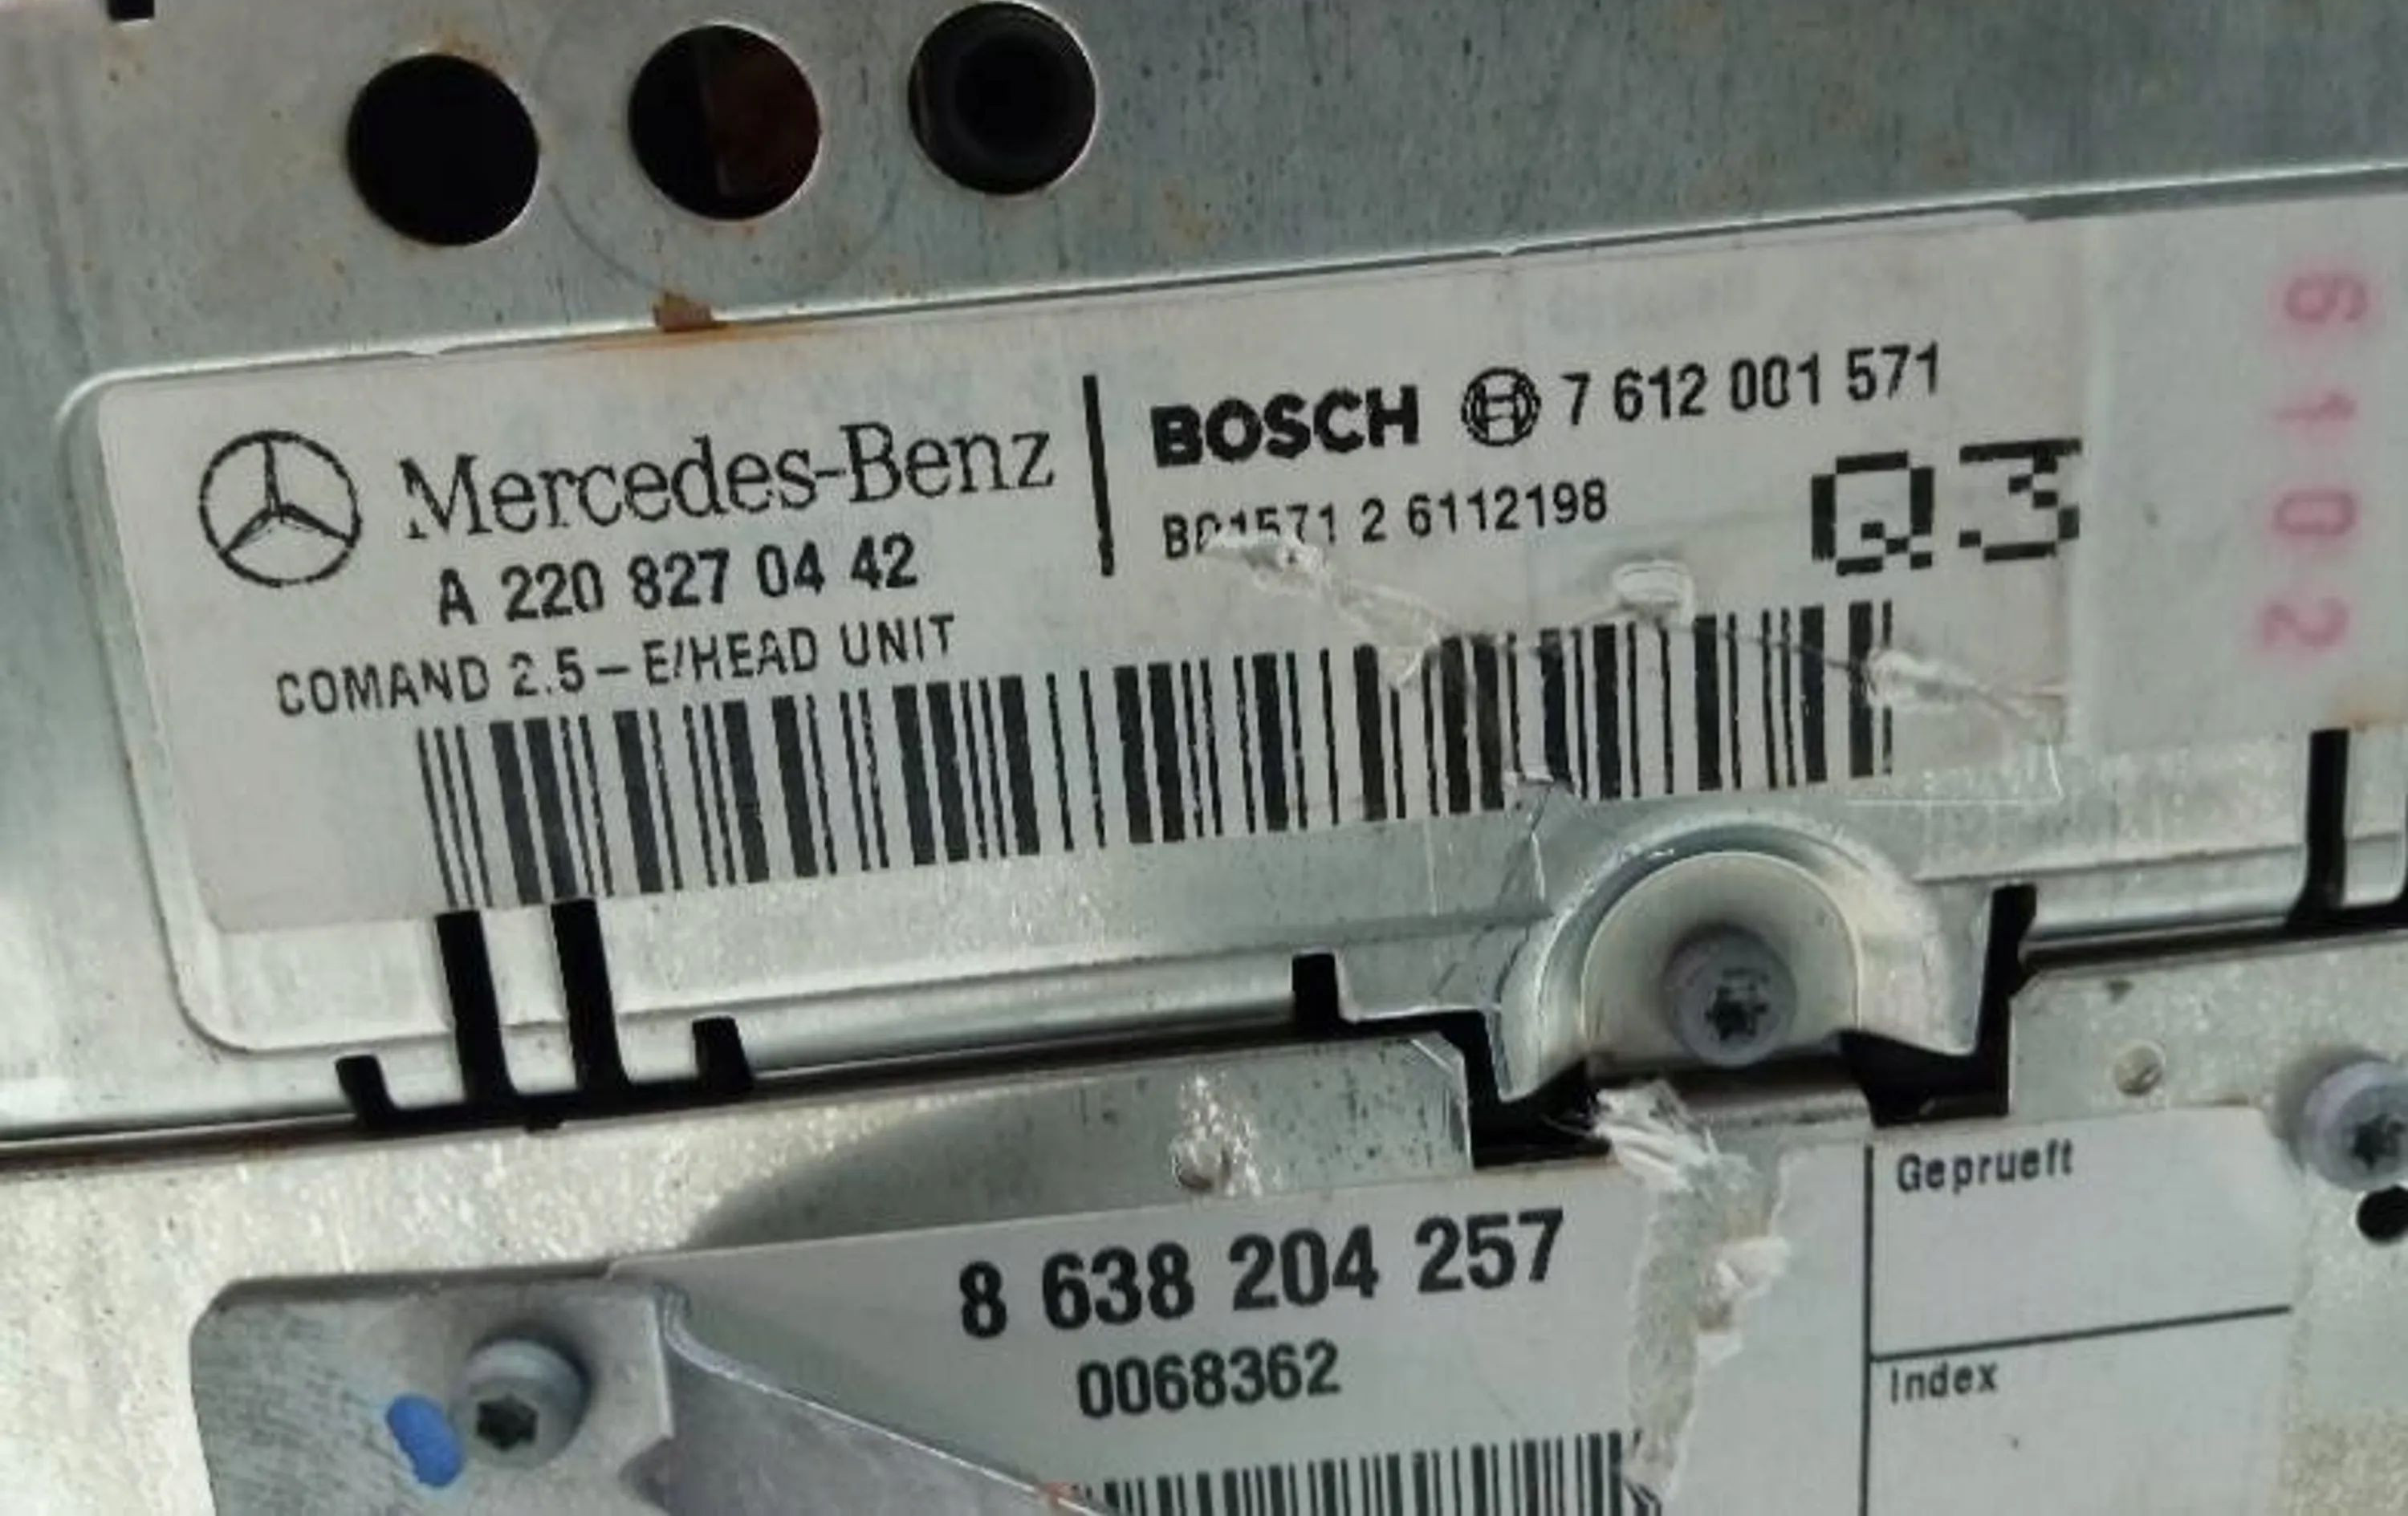 Mercedes-Benz
A 220 827 04 42
COMAND 2.5 – E/HEAD UNIT
BOSCH 7 612 001 571
2 6112198
Q3
61102
8 638 204 257
0068362
Geprueft
Index